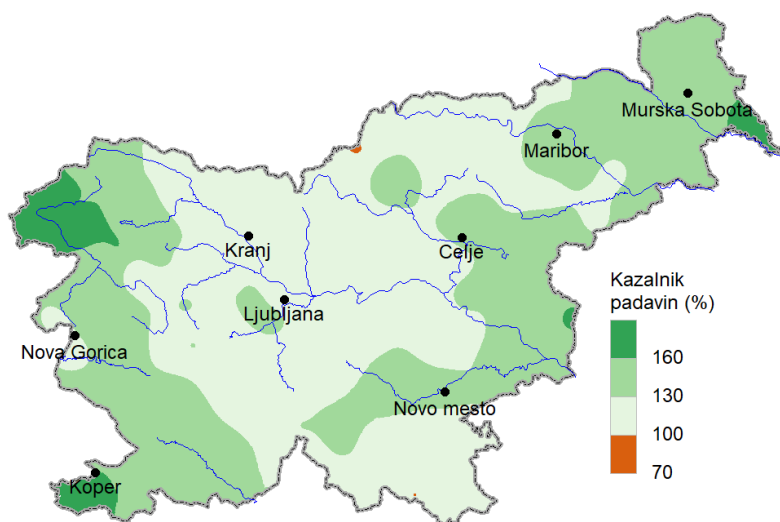 Murska Sobota
Maribor
Kranj
Celje
Ljubljana
Nova Gorica
Novo mesto
Koper
Kazalnik
padavin (%)
160
130
100
70